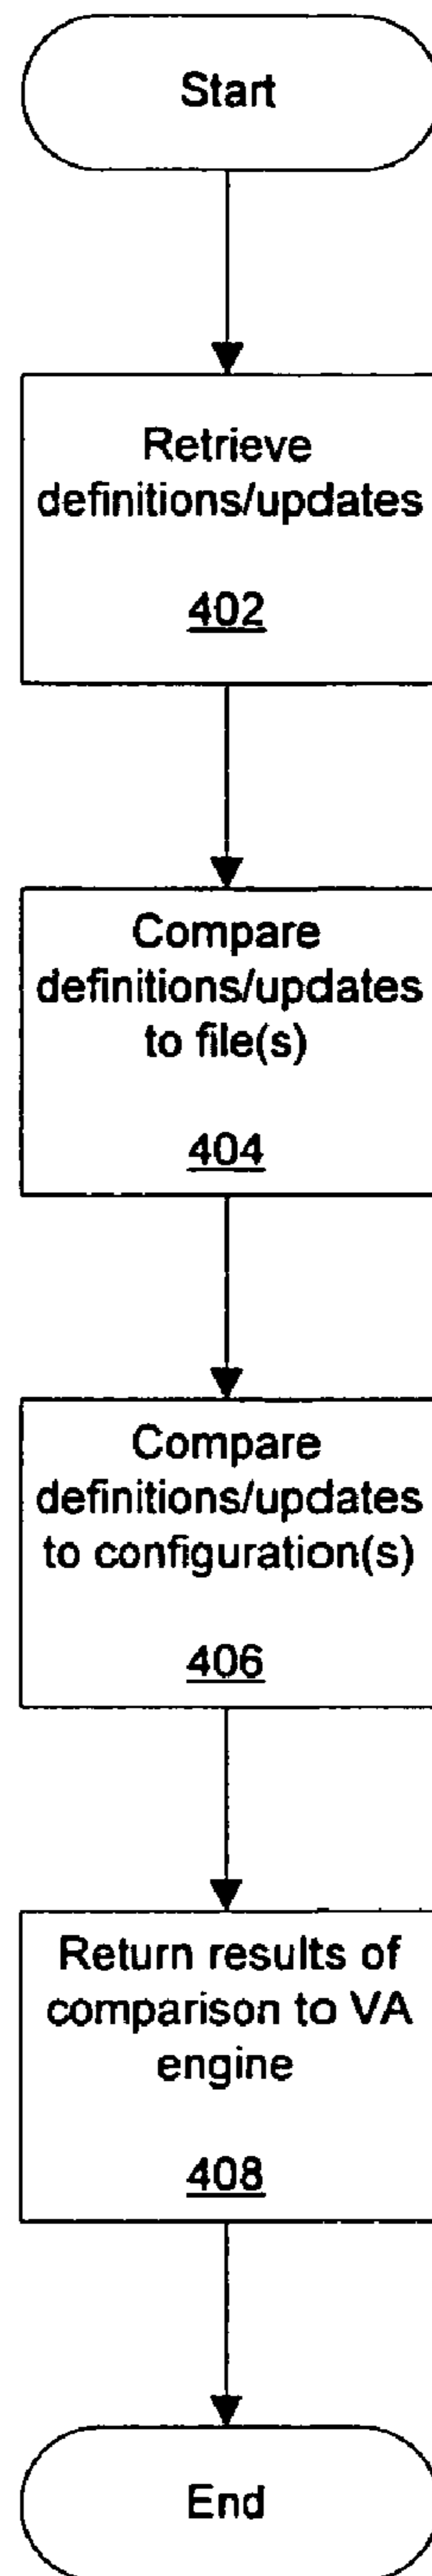 Start
Retrieve
definitions/updates
402
Compare
definitions/updates
to file(s)
404
Compare
definitions/updates
to configuration(s)
406
Return results of
comparison to VA
engine
408
End